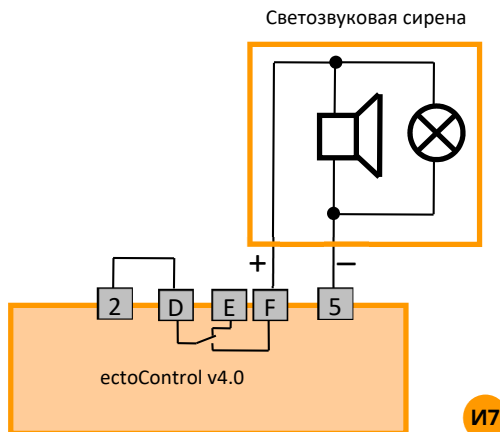 Светозвуковая сирена
+ –
2 D E F 5
ectoControl v4.0
И7